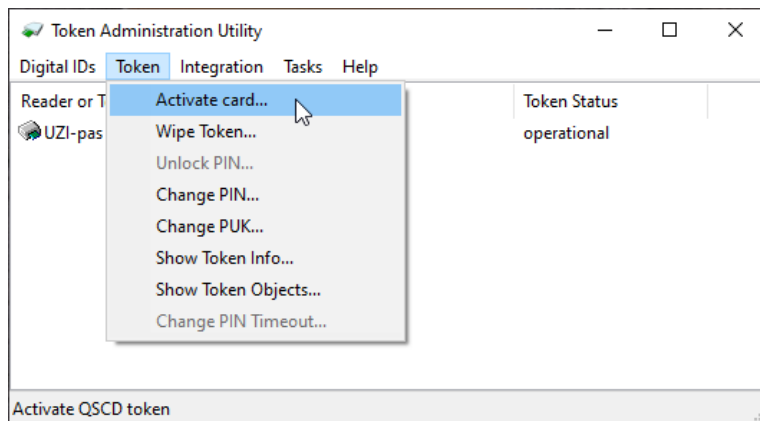 Token Administration Utility
Digital IDs Token Integration Tasks Help
Reader or T Token Status
UZI-pas operational
Activate card...
Wipe Token...
Unlock PIN...
Change PIN...
Change PUK...
Show Token Info...
Show Token Objects...
Change PIN Timeout...
Activate QSCD token